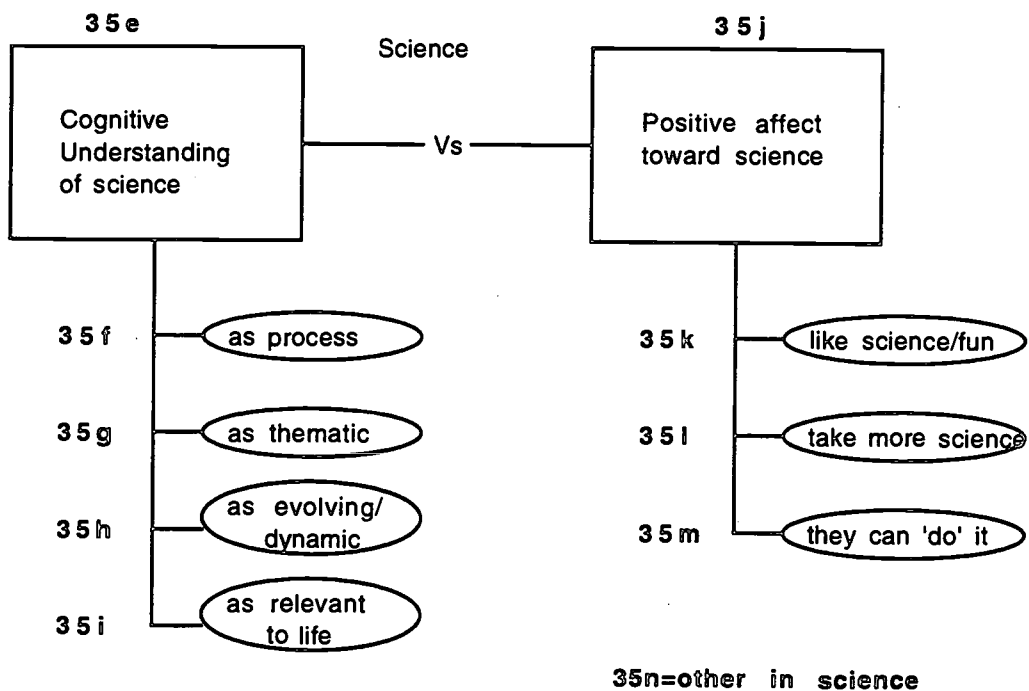 35e
Science
35j
Cognitive
Understanding
of science
Vs
Positive affect
toward science
35f
as process
35g
as thematic
35h
as evolving/
dynamic
35i
as relevant
to life
35k
like science/fun
35l
take more science
35m
they can 'do' it
35n=other in science